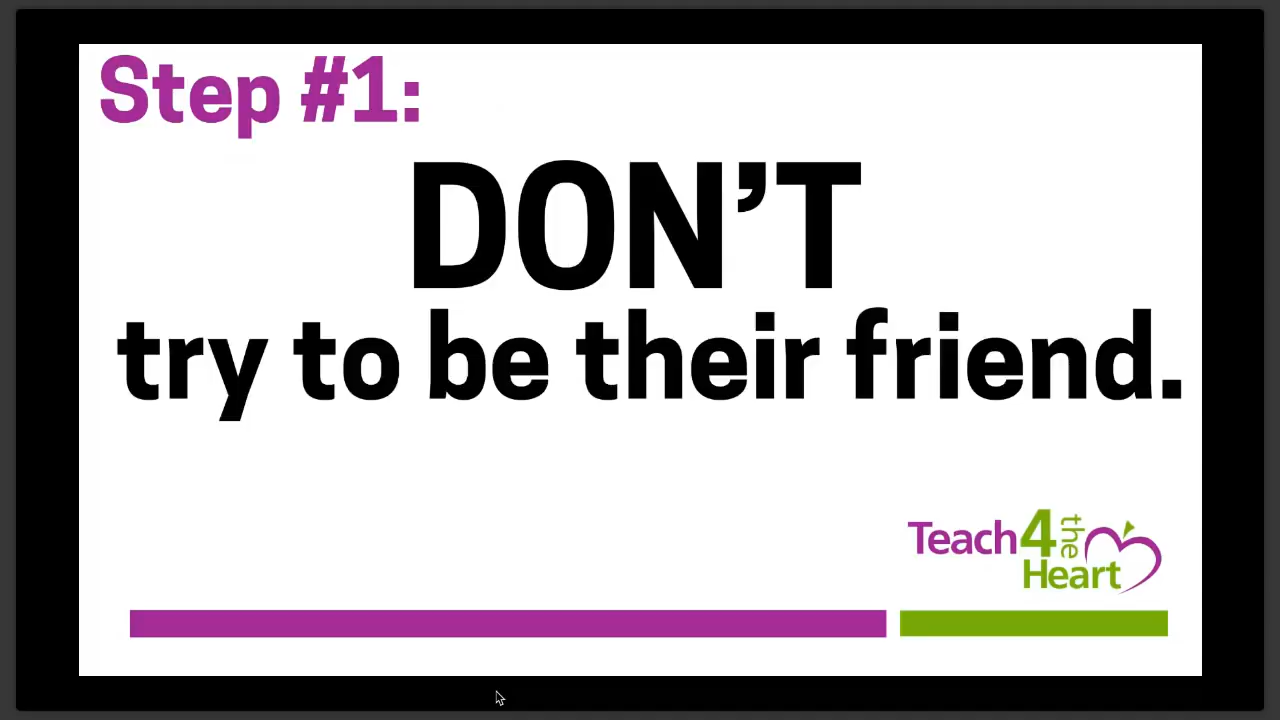 Step #1:
DON’T
try to be their friend.
Teach4the
Heart